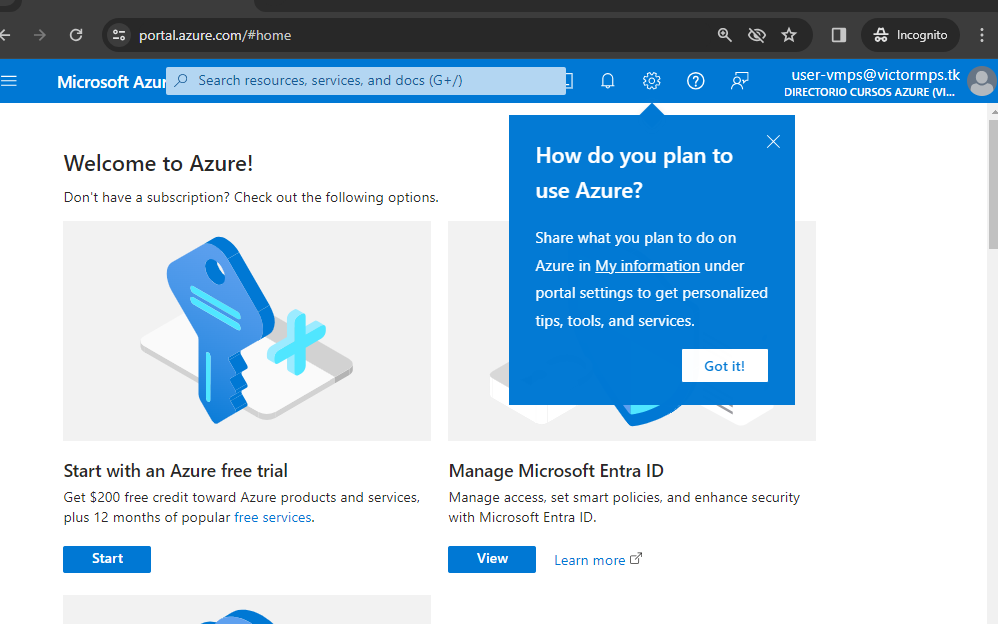 portal.azure.com/#home
Incognito
Microsoft Azur
Search resources, services, and docs (G+/)
user-vmps@victormps.tk
DIRECTORIO CURSOS AZURE (VI...
Welcome to Azure!
Don't have a subscription? Check out the following options.
How do you plan to
use Azure?
Share what you plan to do on
Azure in My information under
portal settings to get personalized
tips, tools, and services.
Got it!
Start with an Azure free trial
Get $200 free credit toward Azure products and services,
plus 12 months of popular free services.
Start
Manage Microsoft Entra ID
Manage access, set smart policies, and enhance security
with Microsoft Entra ID.
View
Learn more